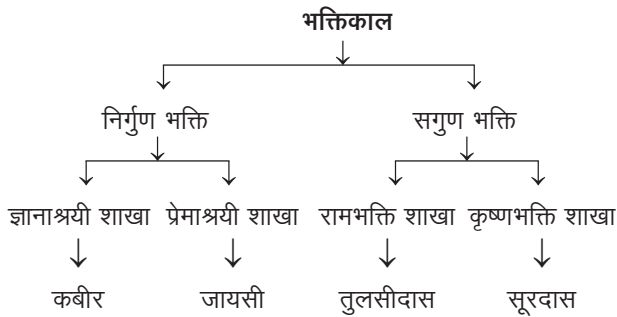 भक्तिकाल
निर्गुण भक्ति सगुण भक्ति
ज्ञानाश्रयी शाखा प्रेमाश्रयी शाखा रामभक्ति शाखा कृष्णभक्ति शाखा
कबीर जायसी तुलसीदास सूरदास